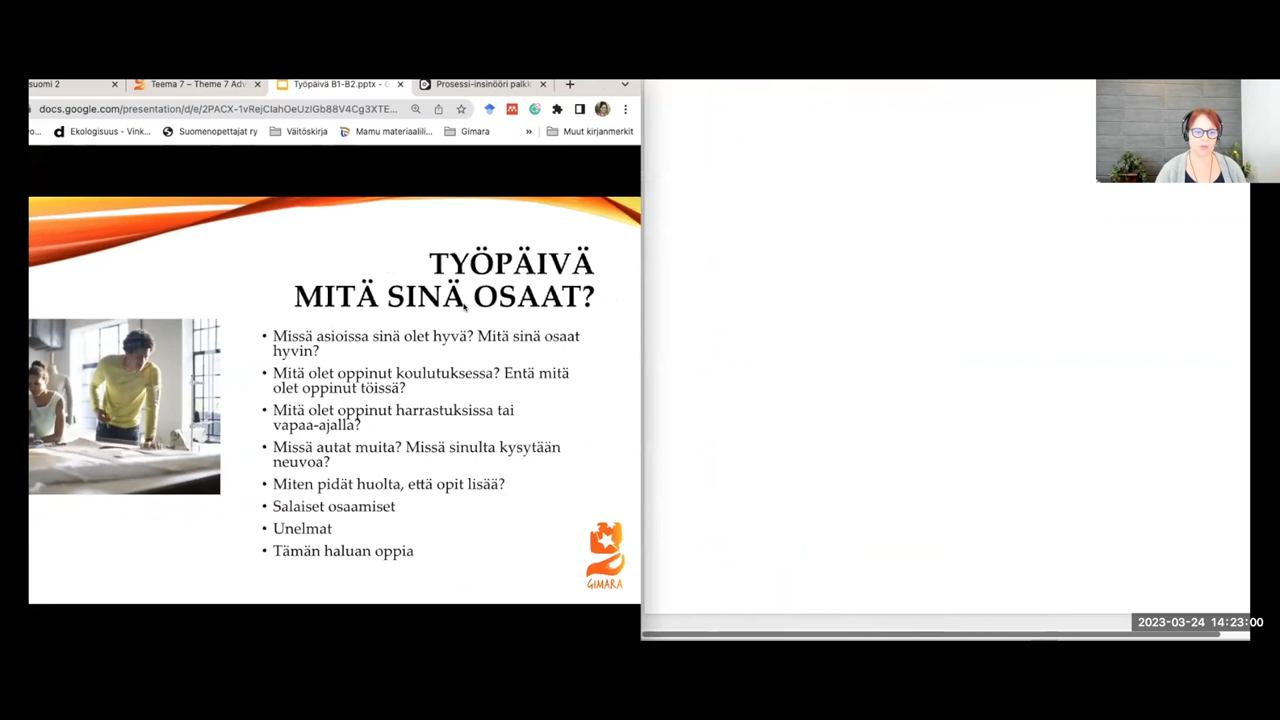 suomi 2
Teema 7 – Theme 7 Adv
Työpäivä B1-B2.pptx - G
Prosessi-insinööri palkk
docs.google.com/presentation/d/e/2PACX-1vRejClahOeUzIGb88V4Cg3XTE...
Ekologisuus - Vink...
Suomenopettajat ry
Väitöskirja
Mamu materiaalili...
Gimara
»
Muut kirjanmerkit
TYÖPÄIVÄ
MITÄ SINÄ OSAAT?
• Missä asioissa sinä olet hyvä? Mitä sinä osaat
hyvin?
• Mitä olet oppinut koulutuksessa? Entä mitä
olet oppinut töissä?
• Mitä olet oppinut harrastuksissa tai
vapaa-ajalla?
• Missä autat muita? Missä sinulta kysytään
neuvoa?
• Miten pidät huolta, että opit lisää?
• Salaiset osaamiset
• Unelmat
• Tämän haluan oppia
GIMARA
2023-03-24 14:23:00